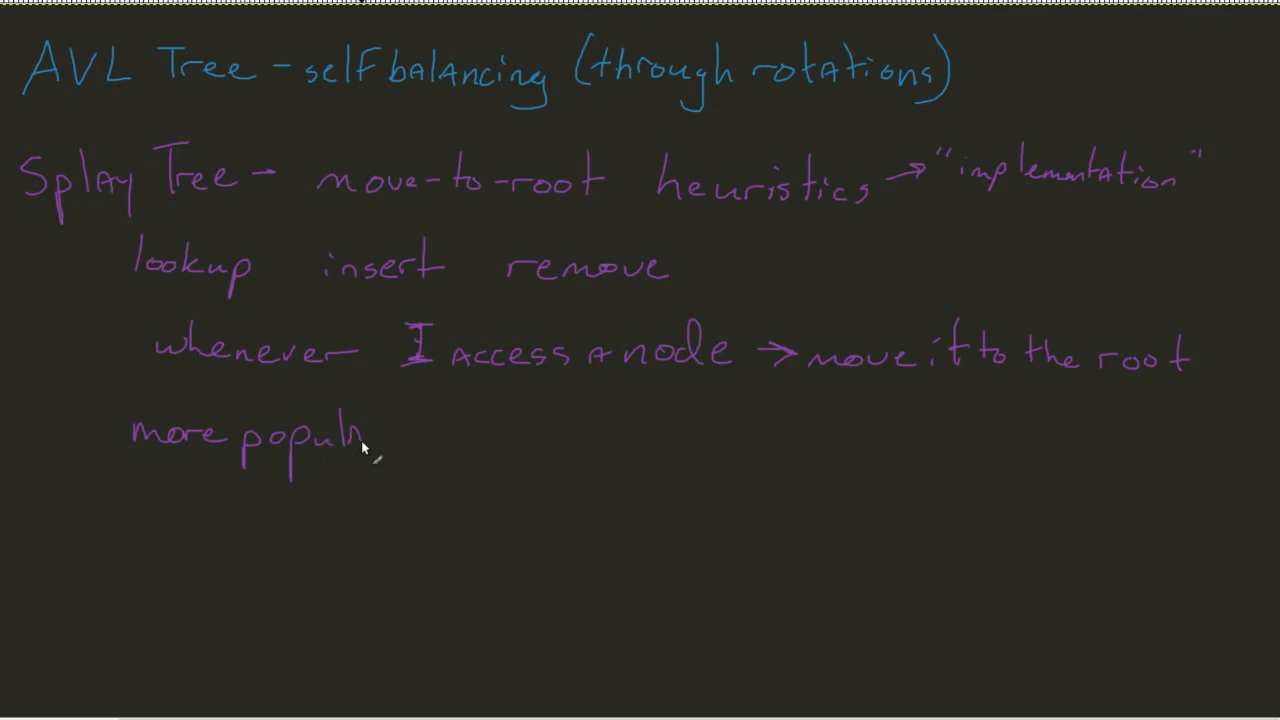 AVL Tree - self balancing (through rotations)
Splay Tree - move-to-root heuristics → "implementation"
lookup insert remove
whenever I access a node → move it to the root
more popul